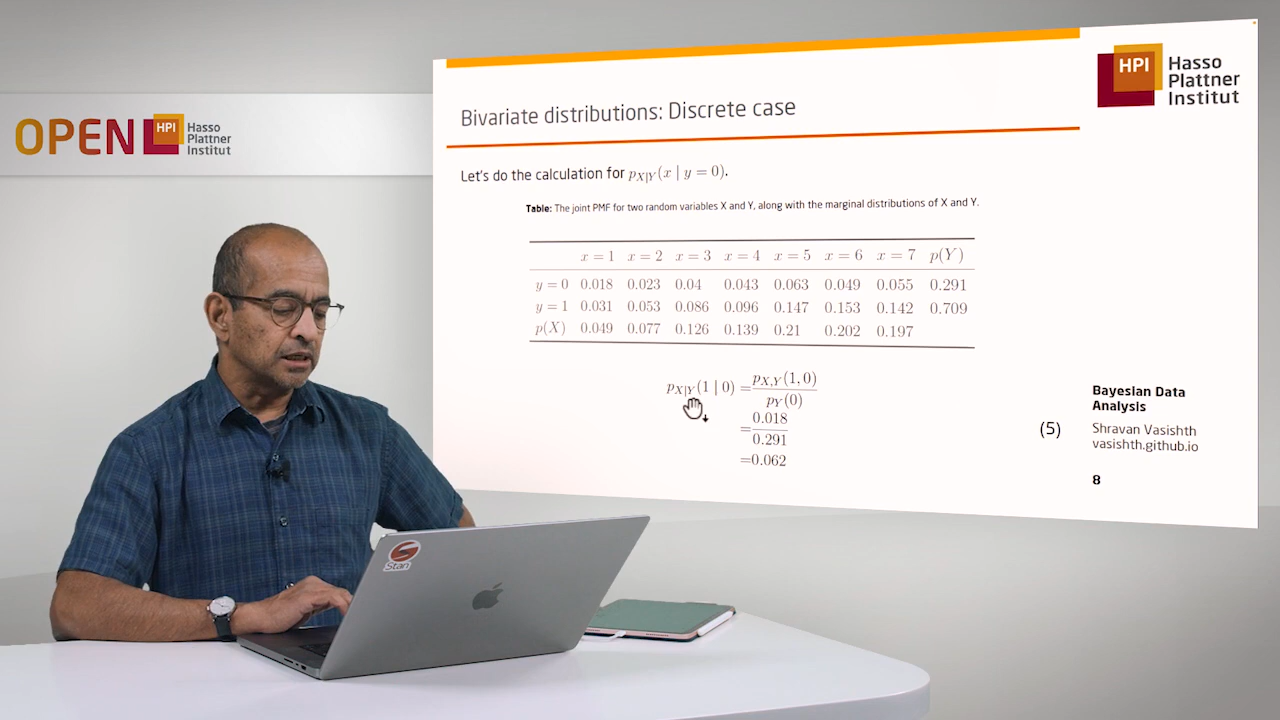 OPEN HPI Hasso
Plattner
Institut
HPI Hasso
Plattner
Institut
Bivariate distributions: Discrete case
Let's do the calculation for pX|Y(x | y = 0).
Table: The joint PMF for two random variables X and Y, along with the marginal distributions of X and Y.
x = 1 x = 2 x = 3 x = 4 x = 5 x = 6 x = 7 p(Y)
y = 0 0.018 0.023 0.04 0.043 0.063 0.049 0.055 0.291
y = 1 0.031 0.053 0.086 0.096 0.147 0.153 0.142 0.709
p(X) 0.049 0.077 0.126 0.139 0.21 0.202 0.197
pX|Y(1 | 0) = pX,Y(1, 0)
pY(0)
= 0.018
0.291
=0.062
(5)
Bayesian Data
Analysis
Shravan Vasishth
vasishth.github.io
8
Stan